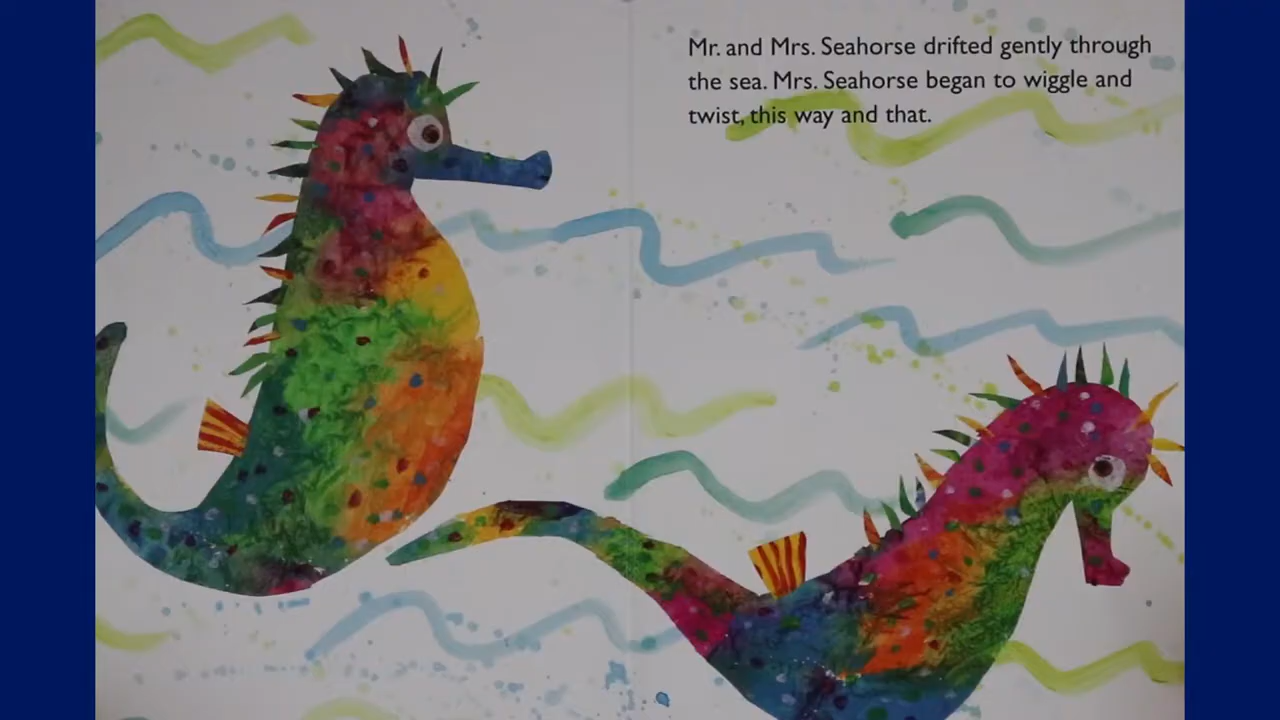 Mr. and Mrs. Seahorse drifted gently through
the sea. Mrs. Seahorse began to wiggle and
twist, this way and that.